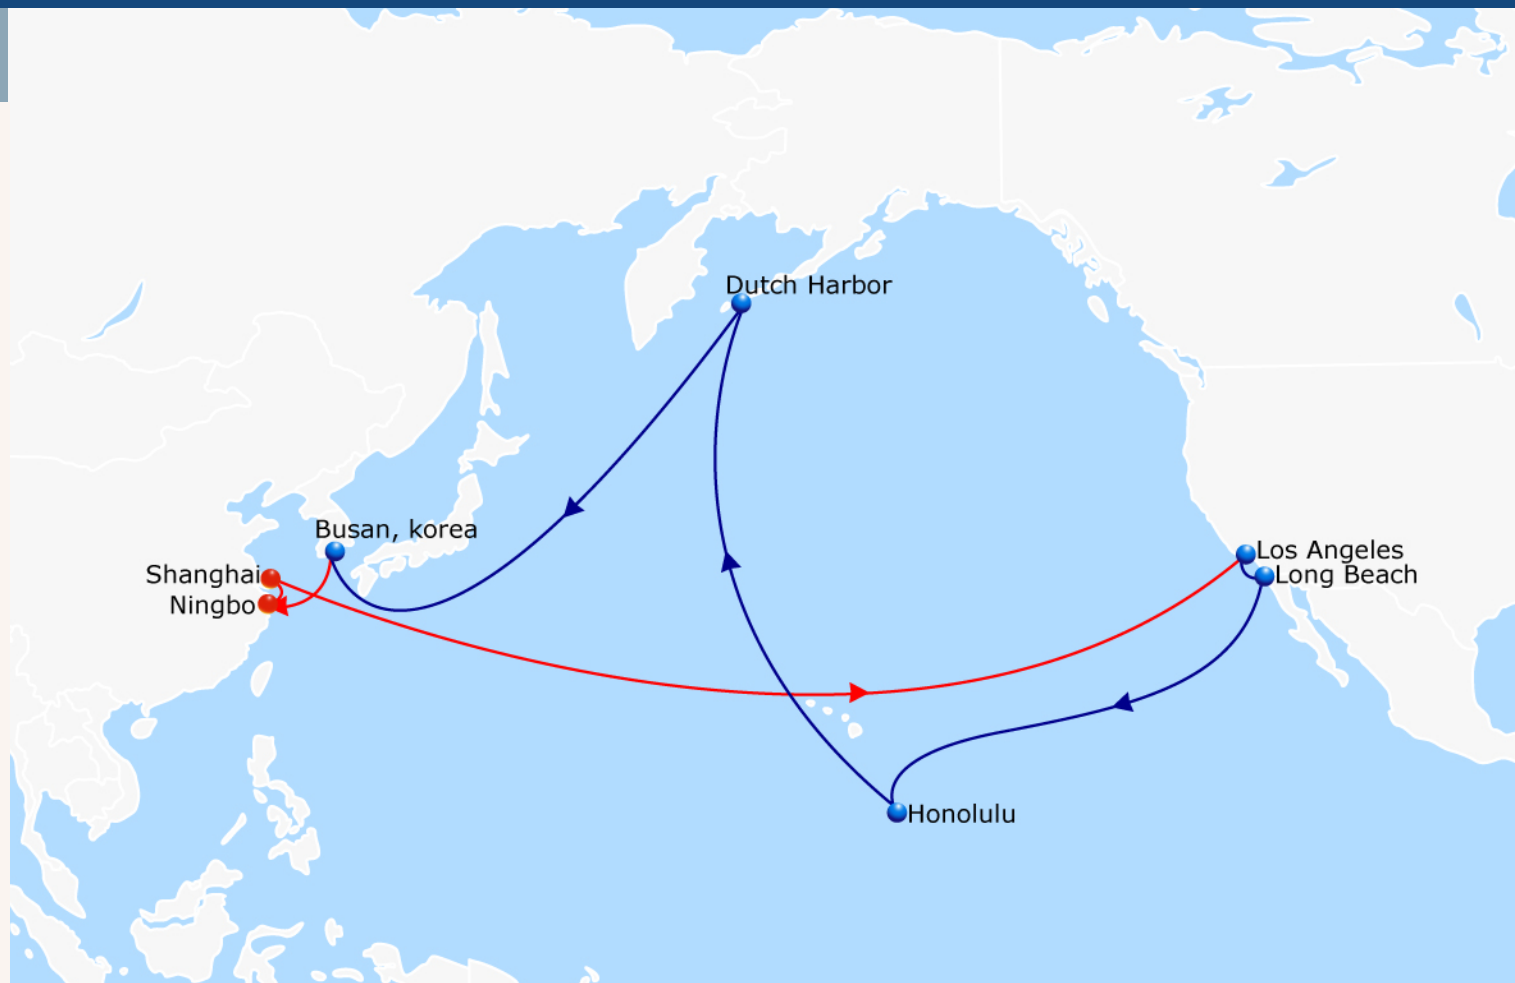 Dutch Harbor
Busan, korea
Los Angeles
Shanghai
Long Beach
Ningbo
Honolulu